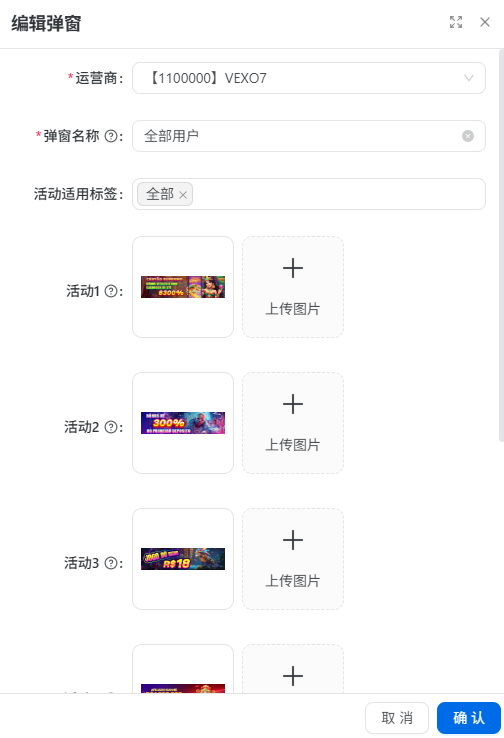 编辑弹窗
*运营商: 【1100000】VEXO7
*弹窗名称 ?: 全部用户
活动适用标签: 全部 ×
活动1 ?: 上传图片
6300%
活动2 ?: 上传图片
300%
活动3 ?: 上传图片
R$18
取 消 确 认